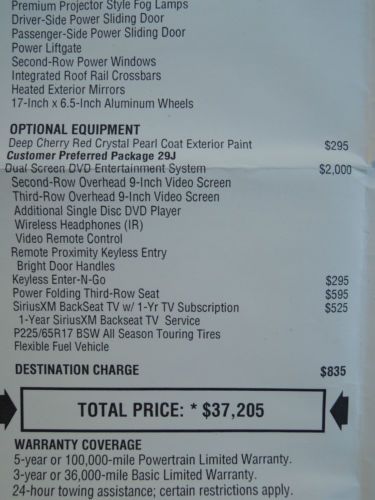 Premium Projector Style Fog Lamps
Driver-Side Power Sliding Door
Passenger-Side Power Sliding Door
Power Liftgate
Second-Row Power Windows
Integrated Roof Rail Crossbars
Heated Exterior Mirrors
17-Inch x 6.5-Inch Aluminum Wheels
OPTIONAL EQUIPMENT
Deep Cherry Red Crystal Pearl Coat Exterior Paint $295
Customer Preferred Package 29J
Dual Screen DVD Entertainment System $2,000
Second-Row Overhead 9-Inch Video Screen
Third-Row Overhead 9-Inch Video Screen
Additional Single Disc DVD Player
Wireless Headphones (IR)
Video Remote Control
Remote Proximity Keyless Entry
Bright Door Handles
Keyless Enter-N-Go $295
Power Folding Third-Row Seat $595
SiriusXM BackSeat TV w/ 1-Yr TV Subscription $525
1-Year SiriusXM Backseat TV Service
P225/65R17 BSW All Season Touring Tires
Flexible Fuel Vehicle
DESTINATION CHARGE $835
TOTAL PRICE: * $37,205
WARRANTY COVERAGE
5-year or 100,000-mile Powertrain Limited Warranty.
3-year or 36,000-mile Basic Limited Warranty.
24-hour towing assistance; certain restrictions apply.